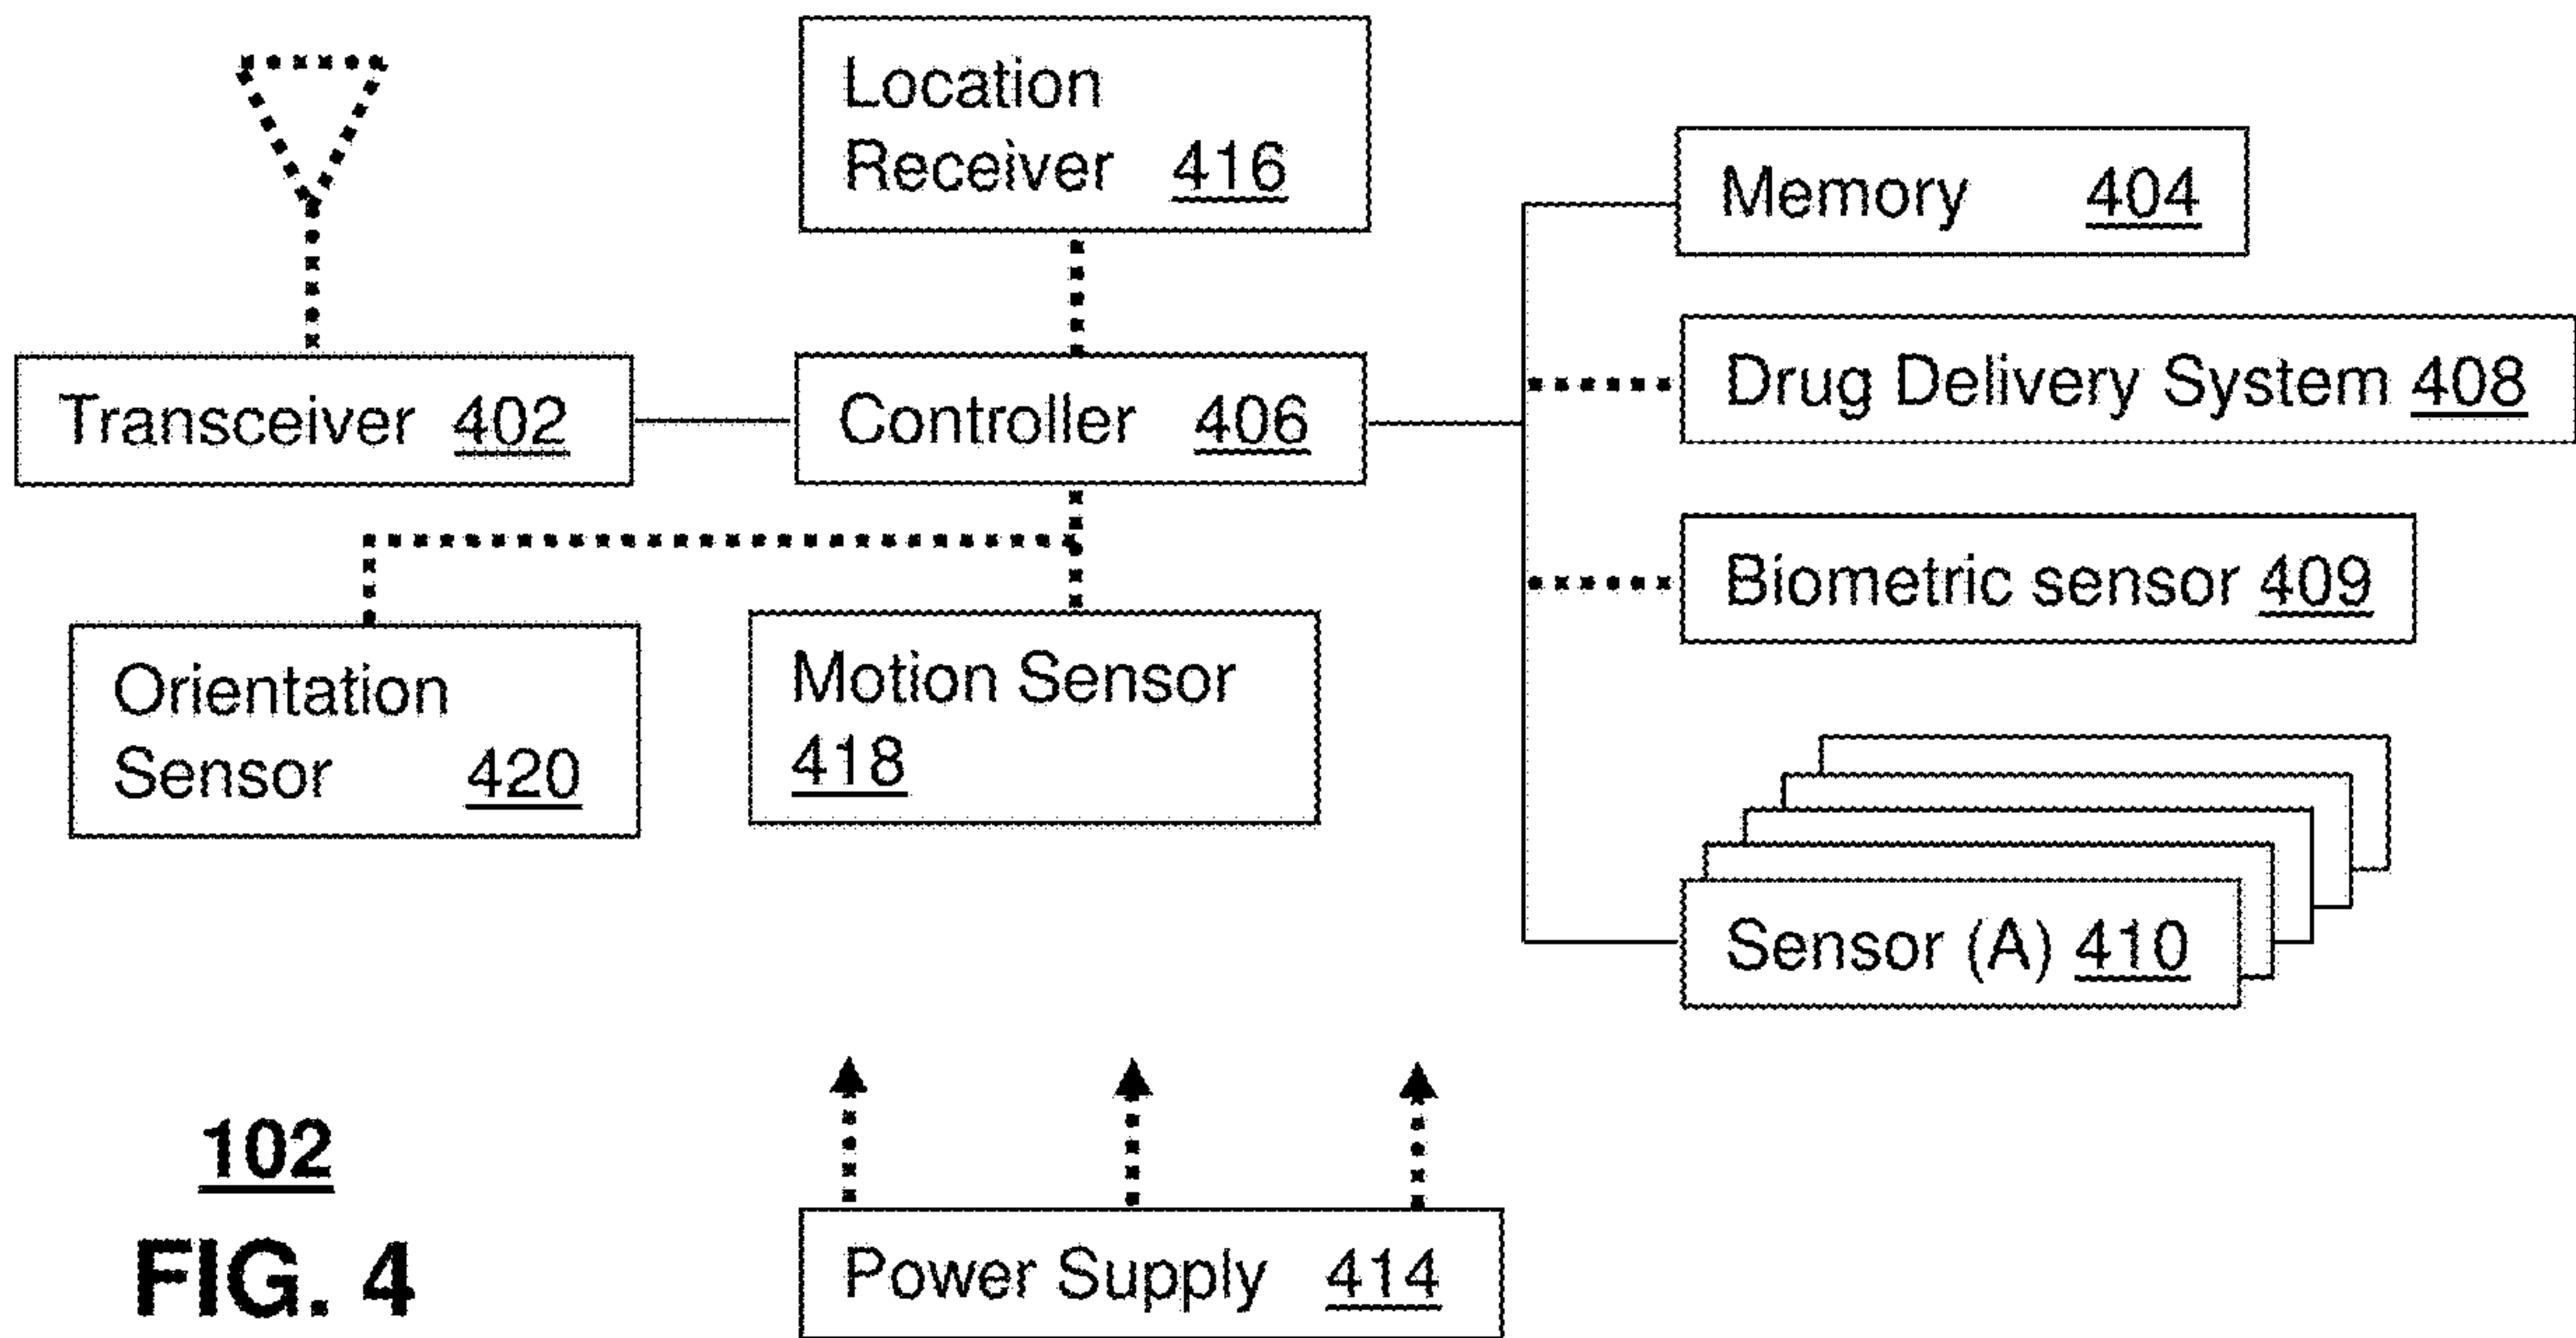 Location
Receiver 416
Memory 404
Drug Delivery System 408
Transceiver 402
Controller 406
Biometric sensor 409
Orientation
Sensor 420
Motion Sensor
418
Sensor (A) 410
102
FIG. 4
Power Supply 414